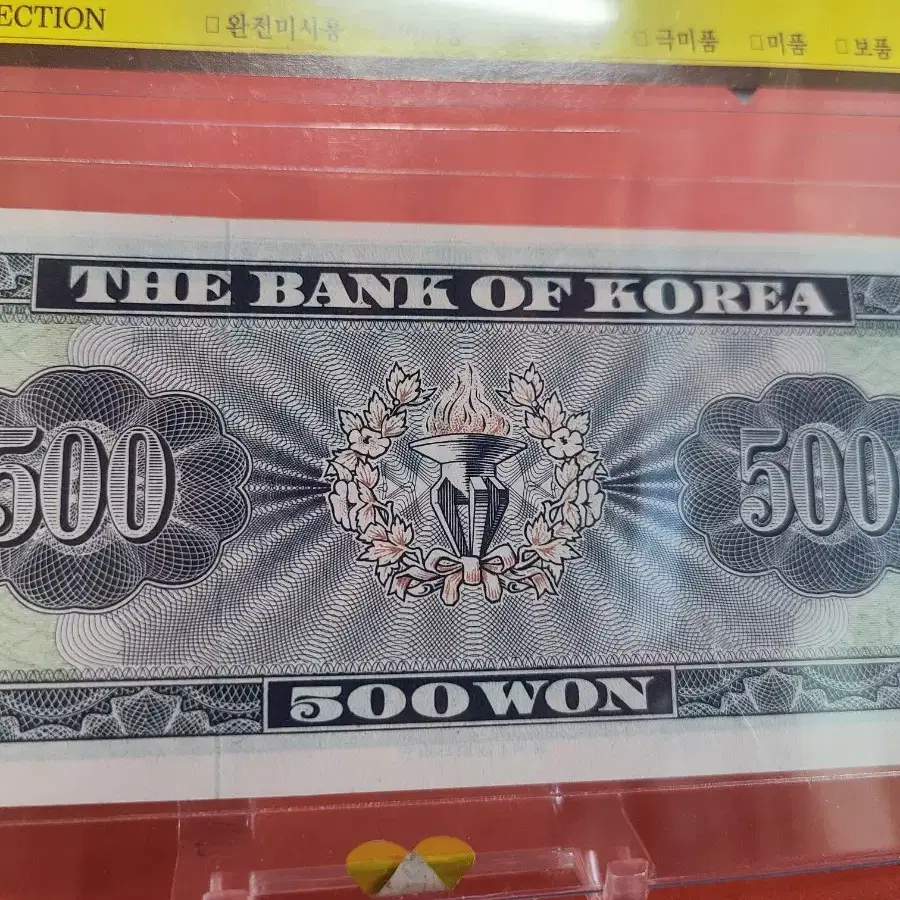 ECTION
□ 완전미사용
□ 극미품 □ 미품 □ 보품
THE BANK OF KOREA
500 500
500 WON